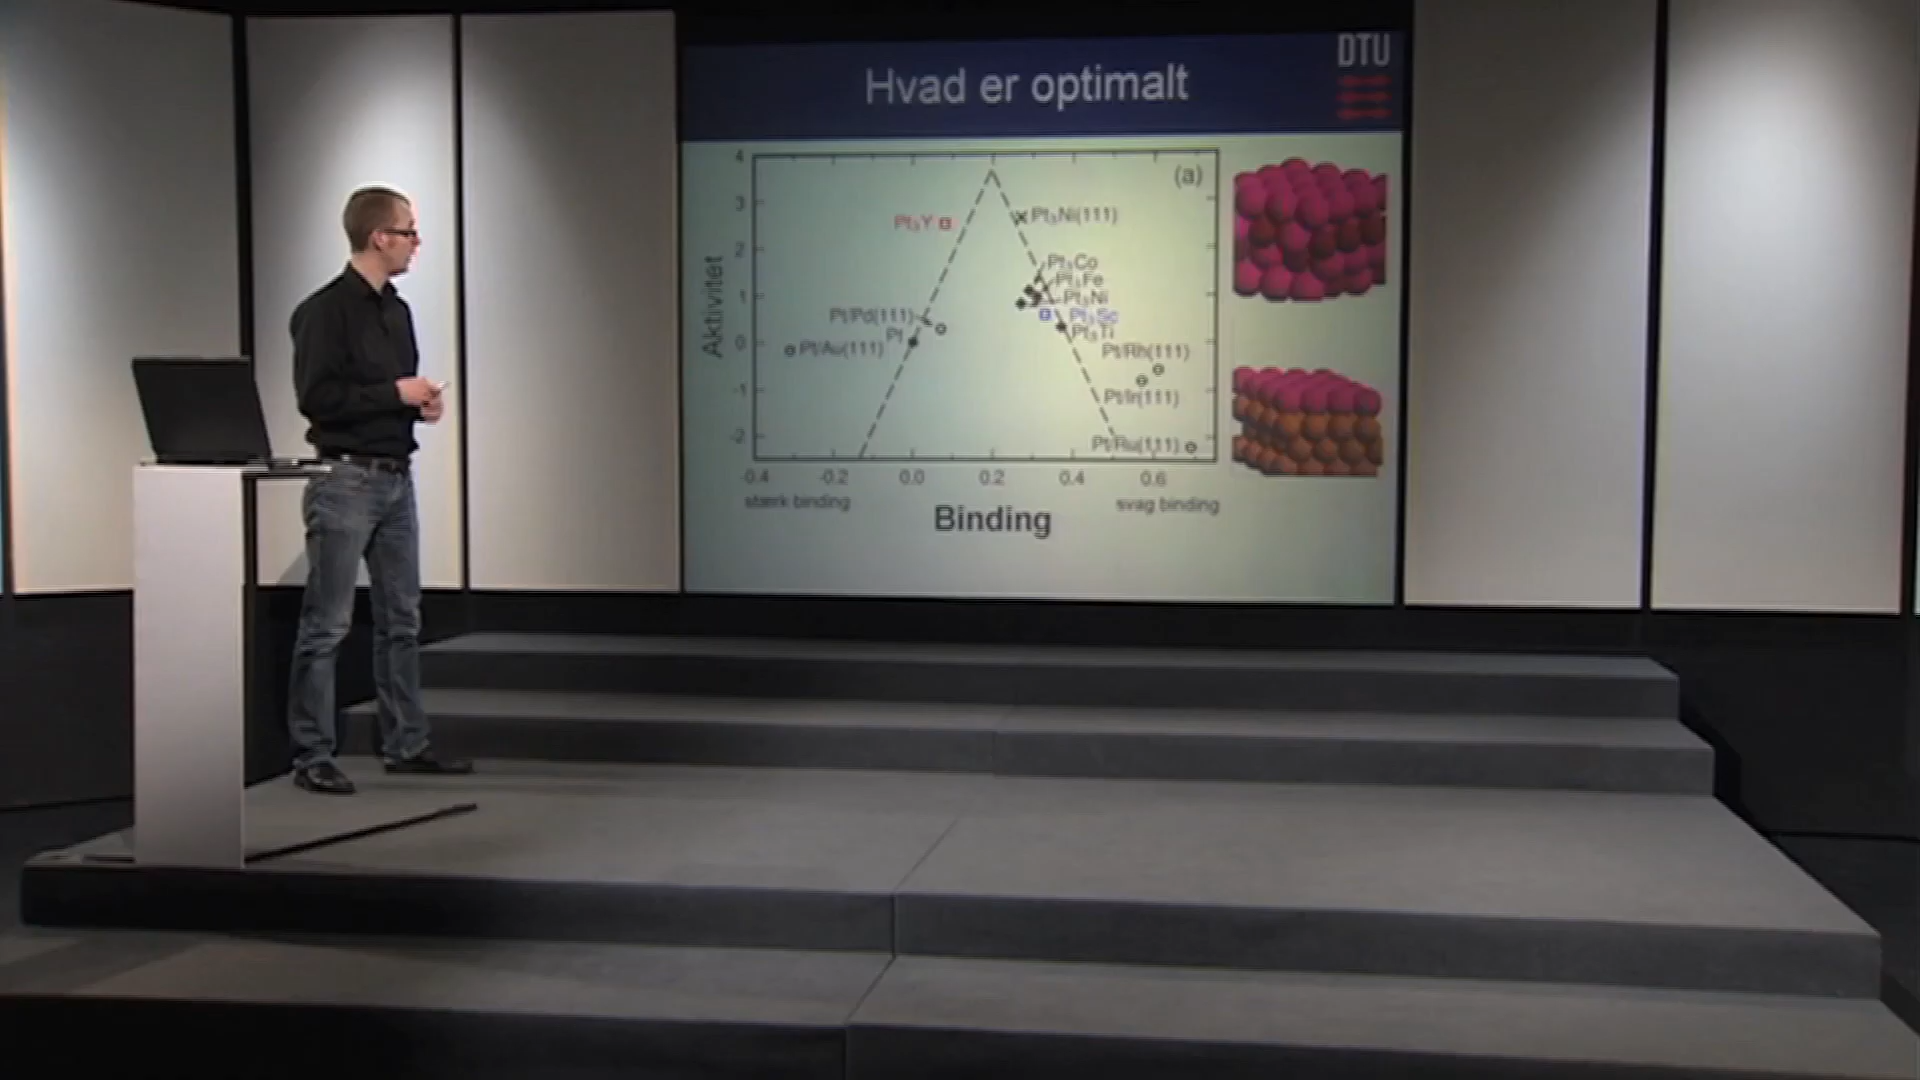 DTU
Hvad er optimalt
(a)
Aktivitet
4
3
2
1
0
-1
-2
Pt₃Y
Pt₃Ni(111)
Pt₃Co
Pt₃Fe
Pt₃Ni
Pt₃Sc
Pt₃Ti
Pt/Pd(111)
Pt
Pt/Au(111)
Pt/Rh(111)
Pt/Ir(111)
Pt/Ru(111)
-0.4 -0.2 0.0 0.2 0.4 0.6
stærk binding
svag binding
Binding